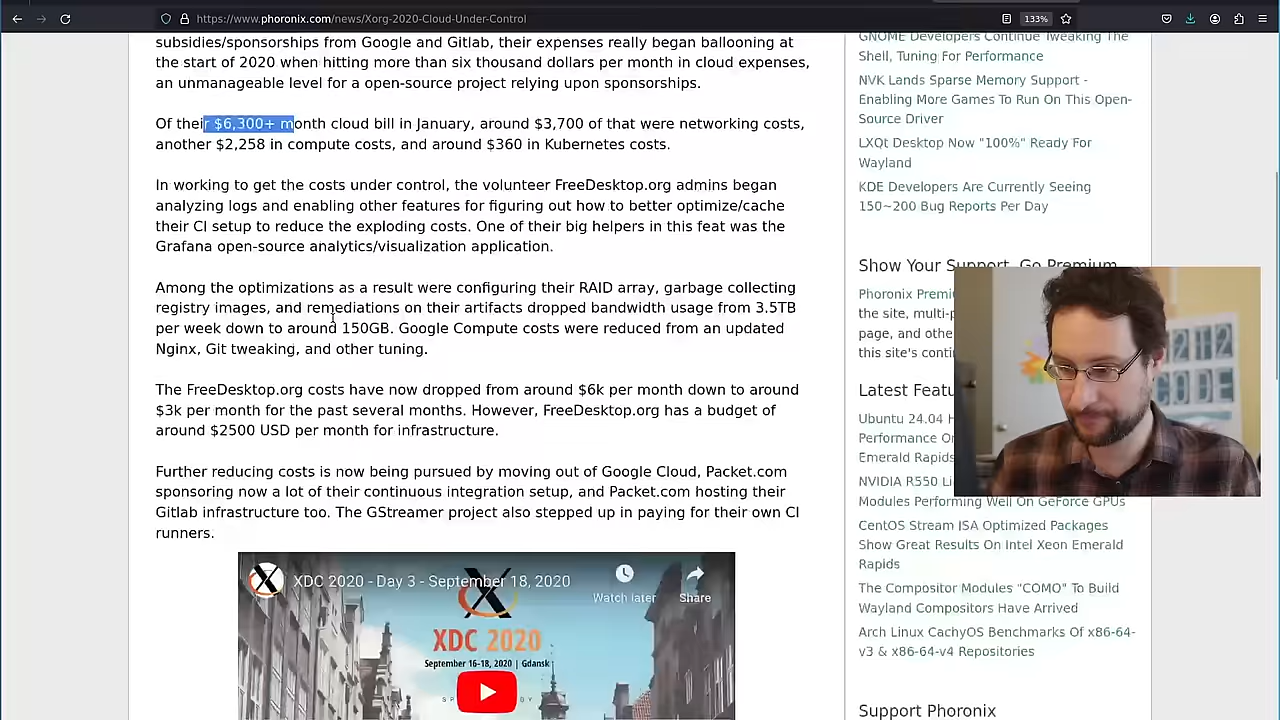 https://www.phoronix.com/news/Xorg-2020-Cloud-Under-Control
133%
subsidies/sponsorships from Google and Gitlab, their expenses really began ballooning at
the start of 2020 when hitting more than six thousand dollars per month in cloud expenses,
an unmanageable level for a open-source project relying upon sponsorships.
Of their $6,300+ month cloud bill in January, around $3,700 of that were networking costs,
another $2,258 in compute costs, and around $360 in Kubernetes costs.
In working to get the costs under control, the volunteer FreeDesktop.org admins began
analyzing logs and enabling other features for figuring out how to better optimize/cache
their CI setup to reduce the exploding costs. One of their big helpers in this feat was the
Grafana open-source analytics/visualization application.
Among the optimizations as a result were configuring their RAID array, garbage collecting
registry images, and remediations on their artifacts dropped bandwidth usage from 3.5TB
per week down to around 150GB. Google Compute costs were reduced from an updated
Nginx, Git tweaking, and other tuning.
The FreeDesktop.org costs have now dropped from around $6k per month down to around
$3k per month for the past several months. However, FreeDesktop.org has a budget of
around $2500 USD per month for infrastructure.
Further reducing costs is now being pursued by moving out of Google Cloud, Packet.com
sponsoring now a lot of their continuous integration setup, and Packet.com hosting their
Gitlab infrastructure too. The GStreamer project also stepped up in paying for their own CI
runners.
XDC 2020 - Day 3 - September 18, 2020
Watch later
Share
XDC 2020
September 16-18, 2020 | Gdansk
GNOME Developers Continue Tweaking The
Shell, Tuning For Performance
NVK Lands Sparse Memory Support -
Enabling More Games To Run On This Open-
Source Driver
LXQt Desktop Now "100%" Ready For
Wayland
KDE Developers Are Currently Seeing
150~200 Bug Reports Per Day
Show Your Support, Go Premium
Phoronix Premi
the site, multi-p
page, and othe
this site's conti
Latest Featu
Ubuntu 24.04 H
Performance O
Emerald Rapids
NVIDIA R550 Li
Modules Performing Well On GeForce GPUs
CentOS Stream ISA Optimized Packages
Show Great Results On Intel Xeon Emerald
Rapids
The Compositor Modules "COMO" To Build
Wayland Compositors Have Arrived
Arch Linux CachyOS Benchmarks Of x86-64-
v3 & x86-64-v4 Repositories
Support Phoronix